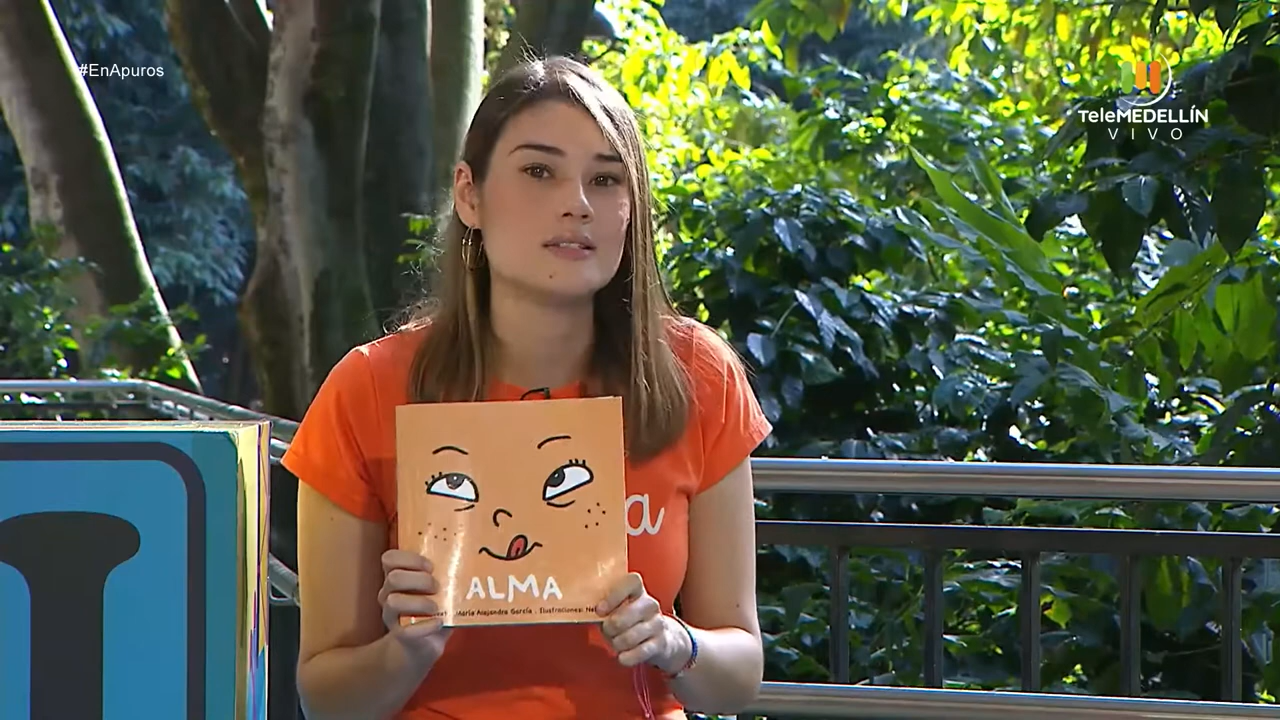 #EnApuros
TeleMEDELLÍN
VIVO
a
ALMA
María Alejandra García . Ilustraciones: